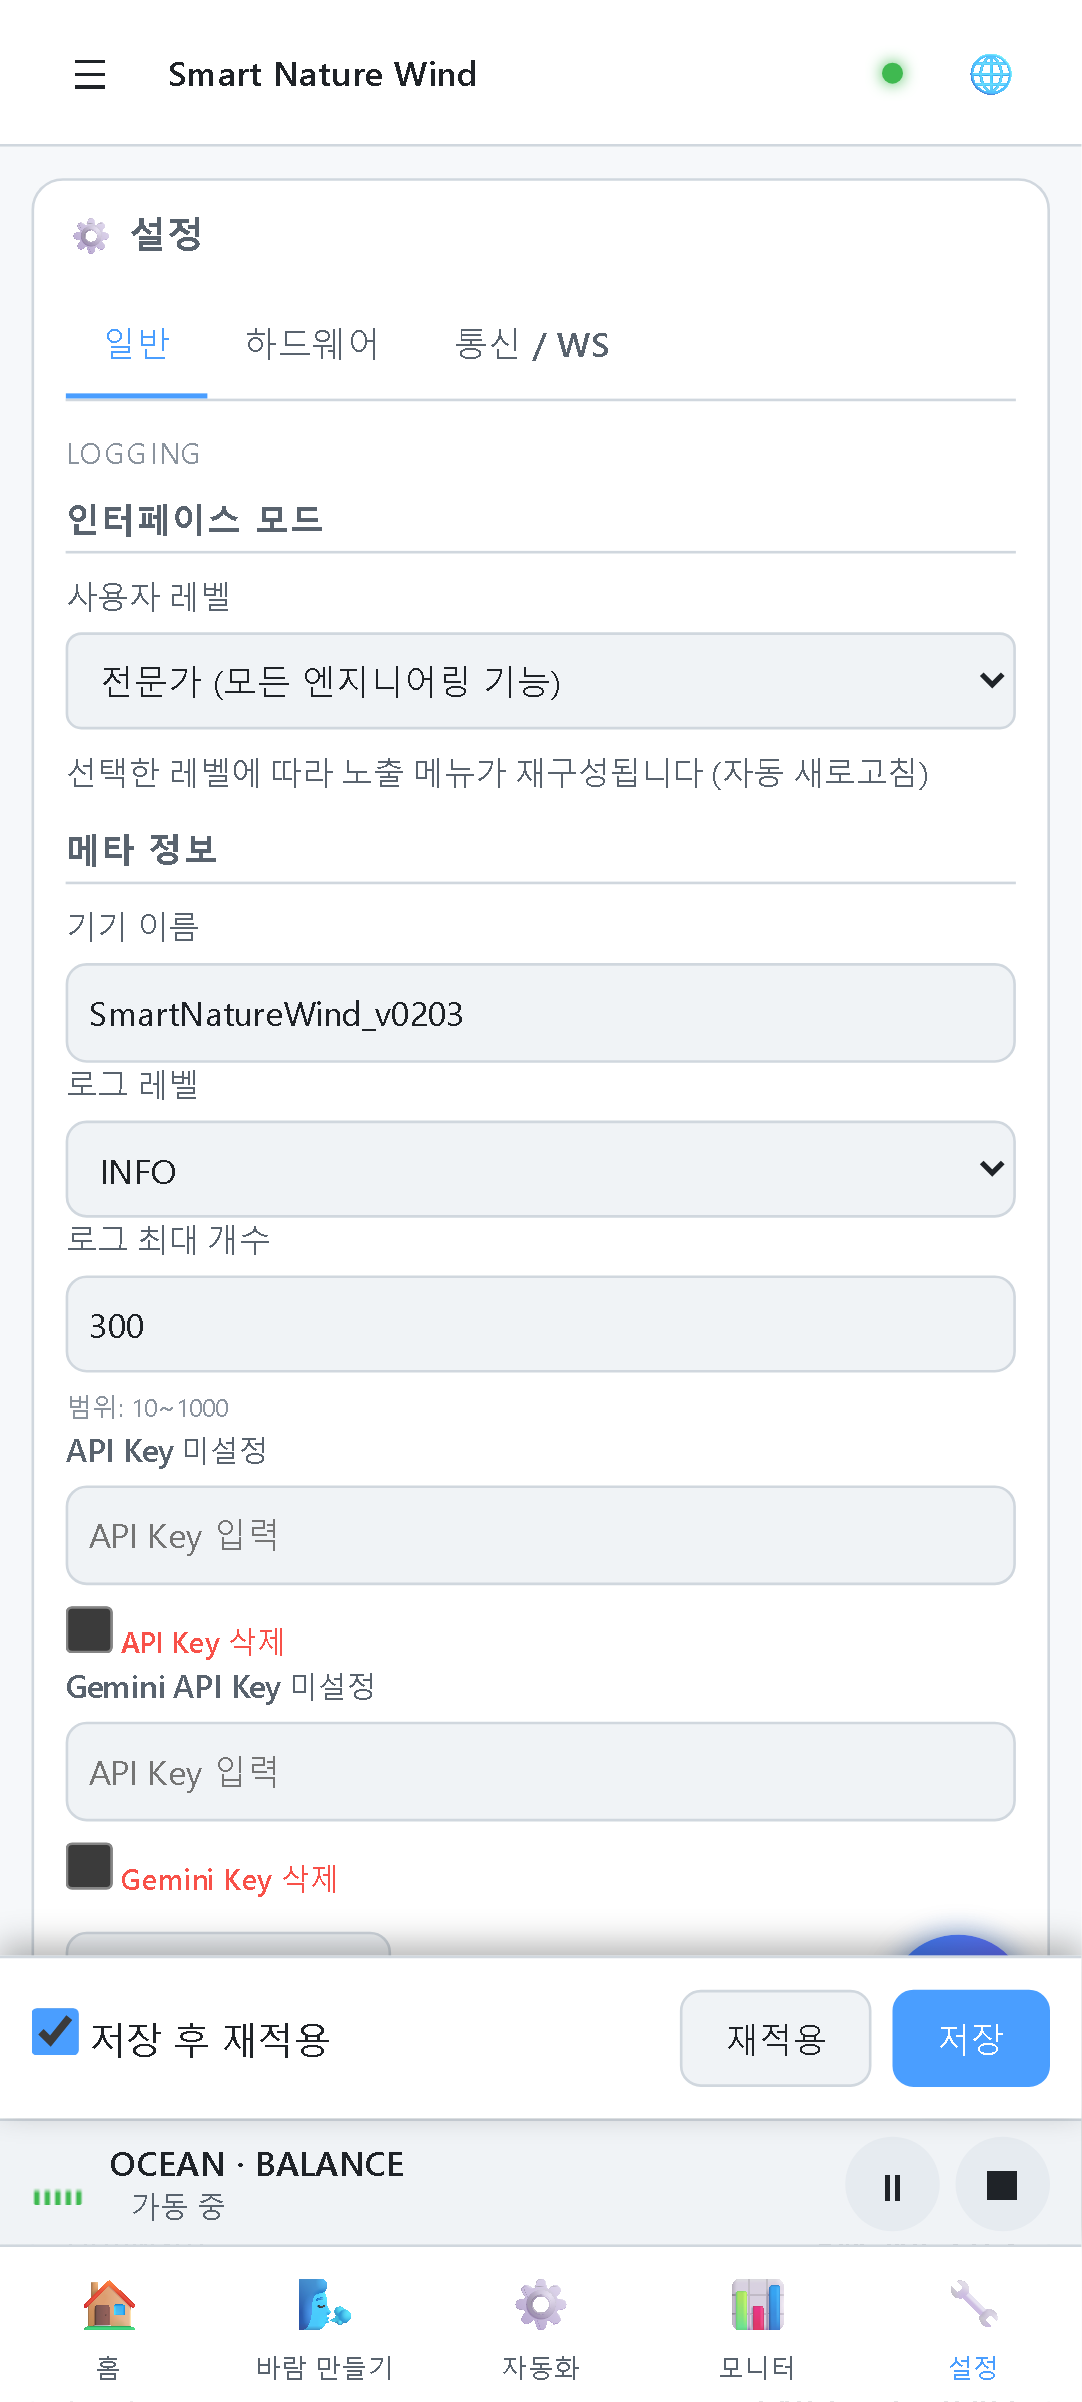 Smart Nature Wind
설정
일반 하드웨어 통신 / WS
LOGGING
인터페이스 모드
사용자 레벨
전문가 (모든 엔지니어링 기능)
선택한 레벨에 따라 노출 메뉴가 재구성됩니다 (자동 새로고침)
메타 정보
기기 이름
SmartNatureWind_v0203
로그 레벨
INFO
로그 최대 개수
300
범위: 10~1000
API Key 미설정
API Key 입력
API Key 삭제
Gemini API Key 미설정
API Key 입력
Gemini Key 삭제
저장 후 재적용 재적용 저장
OCEAN · BALANCE
가동 중
홈 바람 만들기 자동화 모니터 설정